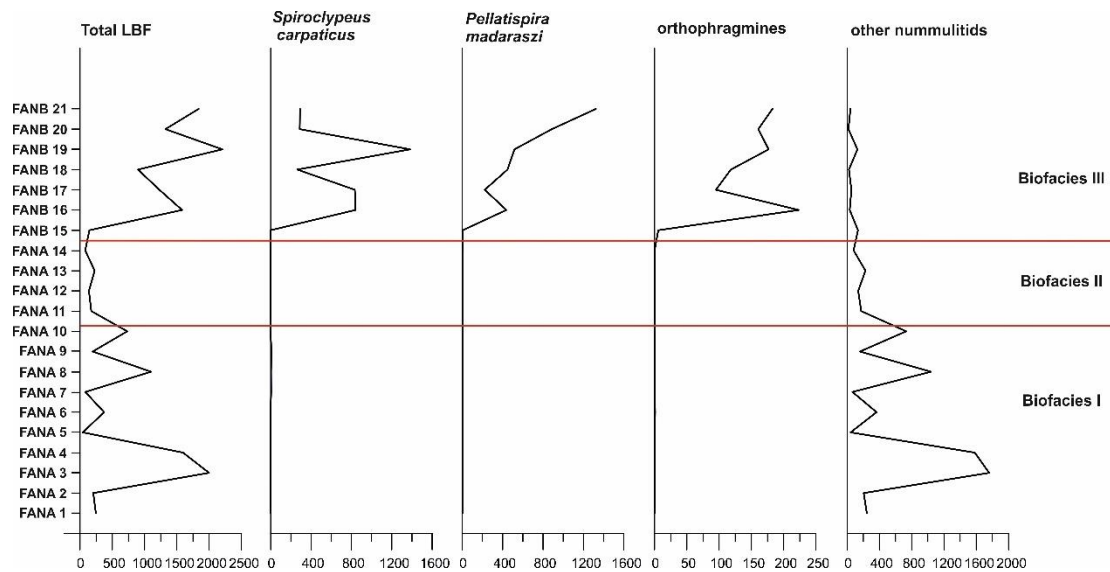 Total LBF
Spiroclypeus
carpaticus
Pellatispira
madaraszi
orthophragmines
other nummulitids
FANB 21
FANB 20
FANB 19
FANB 18
FANB 17
FANB 16
FANB 15
FANA 14
FANA 13
FANA 12
FANA 11
FANA 10
FANA 9
FANA 8
FANA 7
FANA 6
FANA 5
FANA 4
FANA 3
FANA 2
FANA 1
Biofacies III
Biofacies II
Biofacies I
0 500 1000 1500 2000 2500
0 400 800 1200 1600
0 400 800 1200 1600
0 50 100 150 200 250
0 400 800 1200 1600 2000